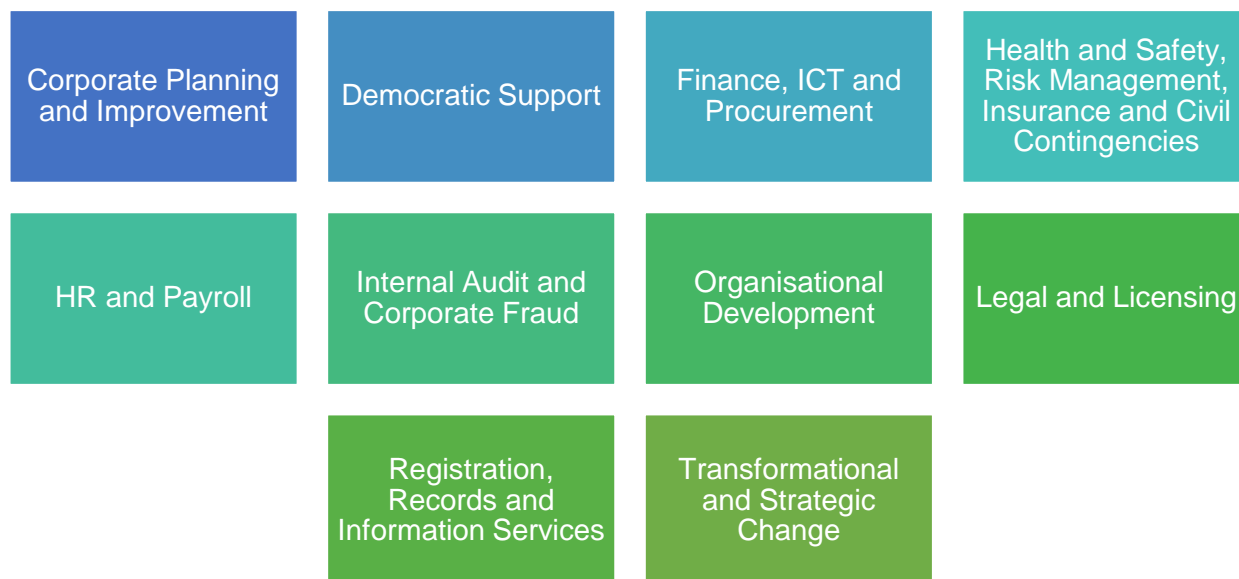 Corporate Planning
and Improvement
Democratic Support
Finance, ICT and
Procurement
Health and Safety,
Risk Management,
Insurance and Civil
Contingencies
HR and Payroll
Internal Audit and
Corporate Fraud
Organisational
Development
Legal and Licensing
Registration,
Records and
Information Services
Transformational
and Strategic
Change